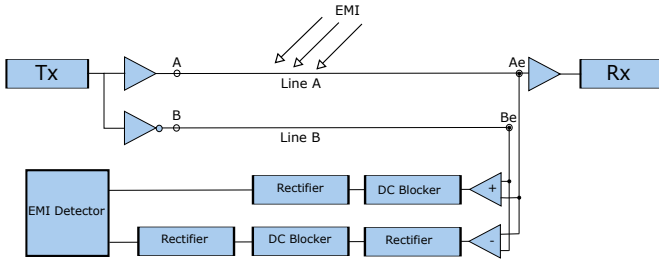 EMI
A
Ae
Tx
Rx
Line A
B
Be
Line B
Rectifier
DC Blocker
+
EMI Detector
Rectifier
DC Blocker
Rectifier
-